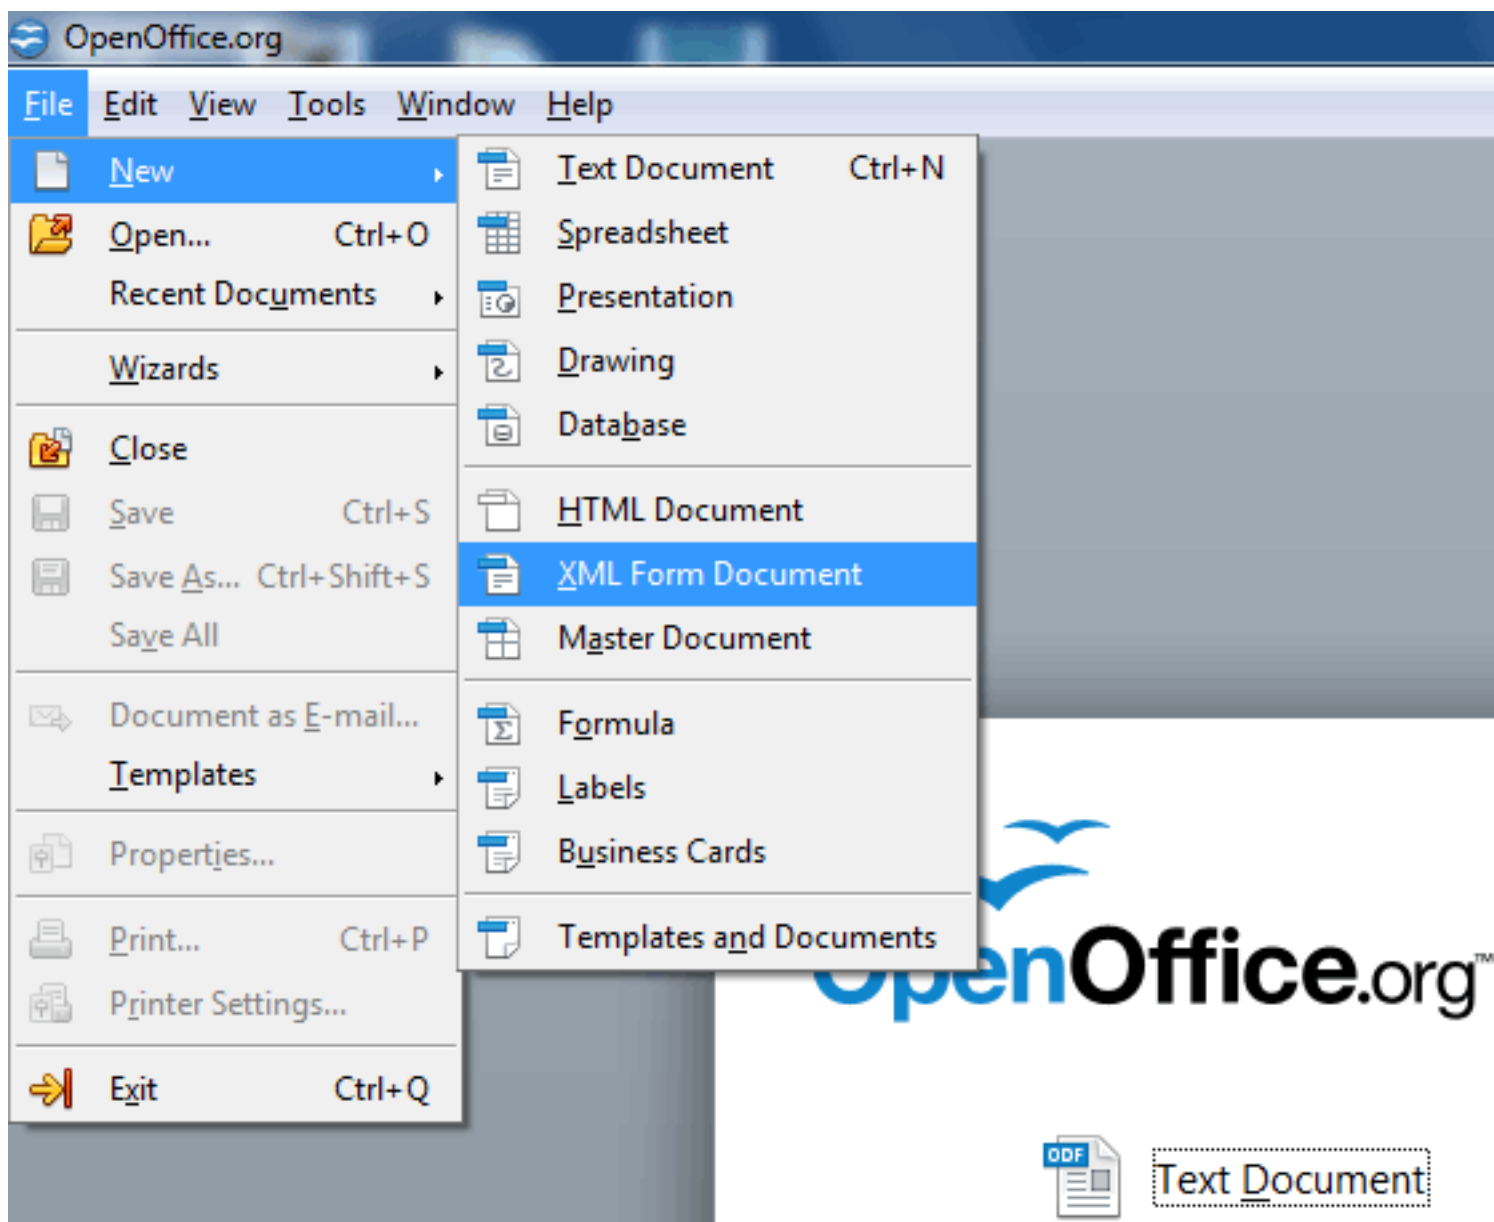 OpenOffice.org
File Edit View Tools Window Help
New
Open... Ctrl+O
Recent Documents
Wizards
Close
Save Ctrl+S
Save As... Ctrl+Shift+S
Save All
Document as E-mail...
Templates
Properties...
Print... Ctrl+P
Printer Settings...
Exit Ctrl+Q
Text Document Ctrl+N
Spreadsheet
Presentation
Drawing
Database
HTML Document
XML Form Document
Master Document
Formula
Labels
Business Cards
Templates and Documents
OpenOffice.org™
ODF
Text Document